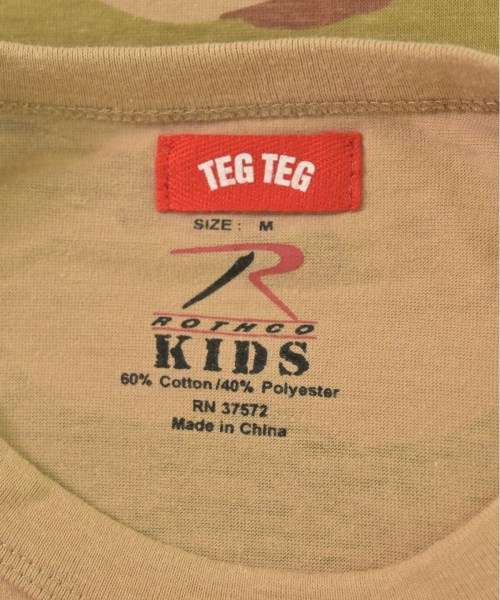 TEG TEG
SIZE: M
R
ROTHCO
KIDS
60% Cotton/40% Polyester
RN 37572
Made in China